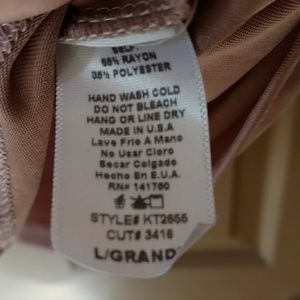 SELF:
65% RAYON
35% POLYESTER
HAND WASH COLD
DO NOT BLEACH
HANG OR LINE DRY
MADE IN U.S.A
Lave Frio A Mano
No Usar Cloro
Secar Colgado
Hecho En E.U.A.
RN# 141760
STYLE# KT2655
CUT# 3416
L/GRAND